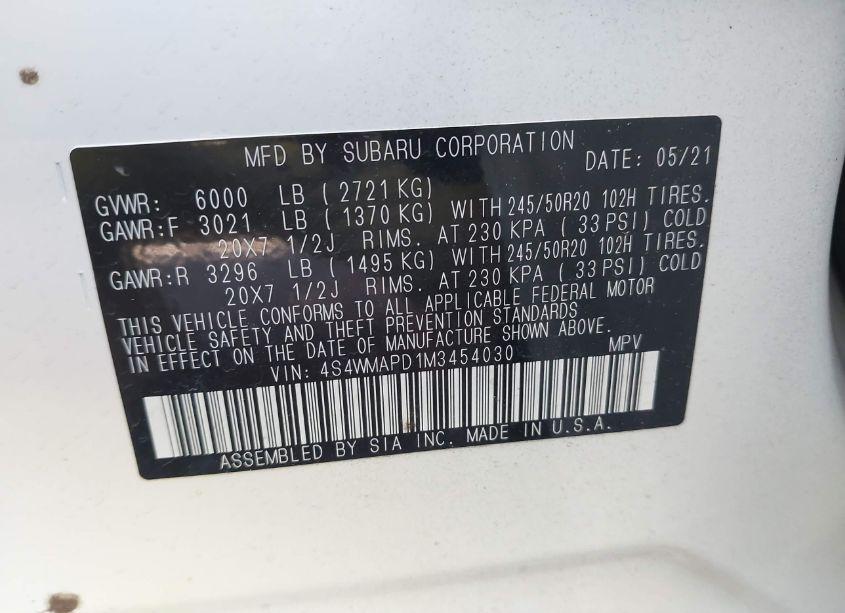 MFD BY SUBARU CORPORATION DATE: 05/21
GVWR: 6000 LB ( 2721 KG)
GAWR:F 3021 LB ( 1370 KG) WITH 245/50R20 102H TIRES.
20X7 1/2J RIMS. AT 230 KPA ( 33 PSI) COLD
GAWR:R 3296 LB ( 1495 KG) WITH 245/50R20 102H TIRES.
20X7 1/2J RIMS. AT 230 KPA ( 33 PSI) COLD
THIS VEHICLE CONFORMS TO ALL APPLICABLE FEDERAL MOTOR
VEHICLE SAFETY AND THEFT PREVENTION STANDARDS
IN EFFECT ON THE DATE OF MANUFACTURE SHOWN ABOVE.
VIN: 4S4WMAPD1M3454030 MPV
ASSEMBLED BY SIA INC. MADE IN U.S.A.